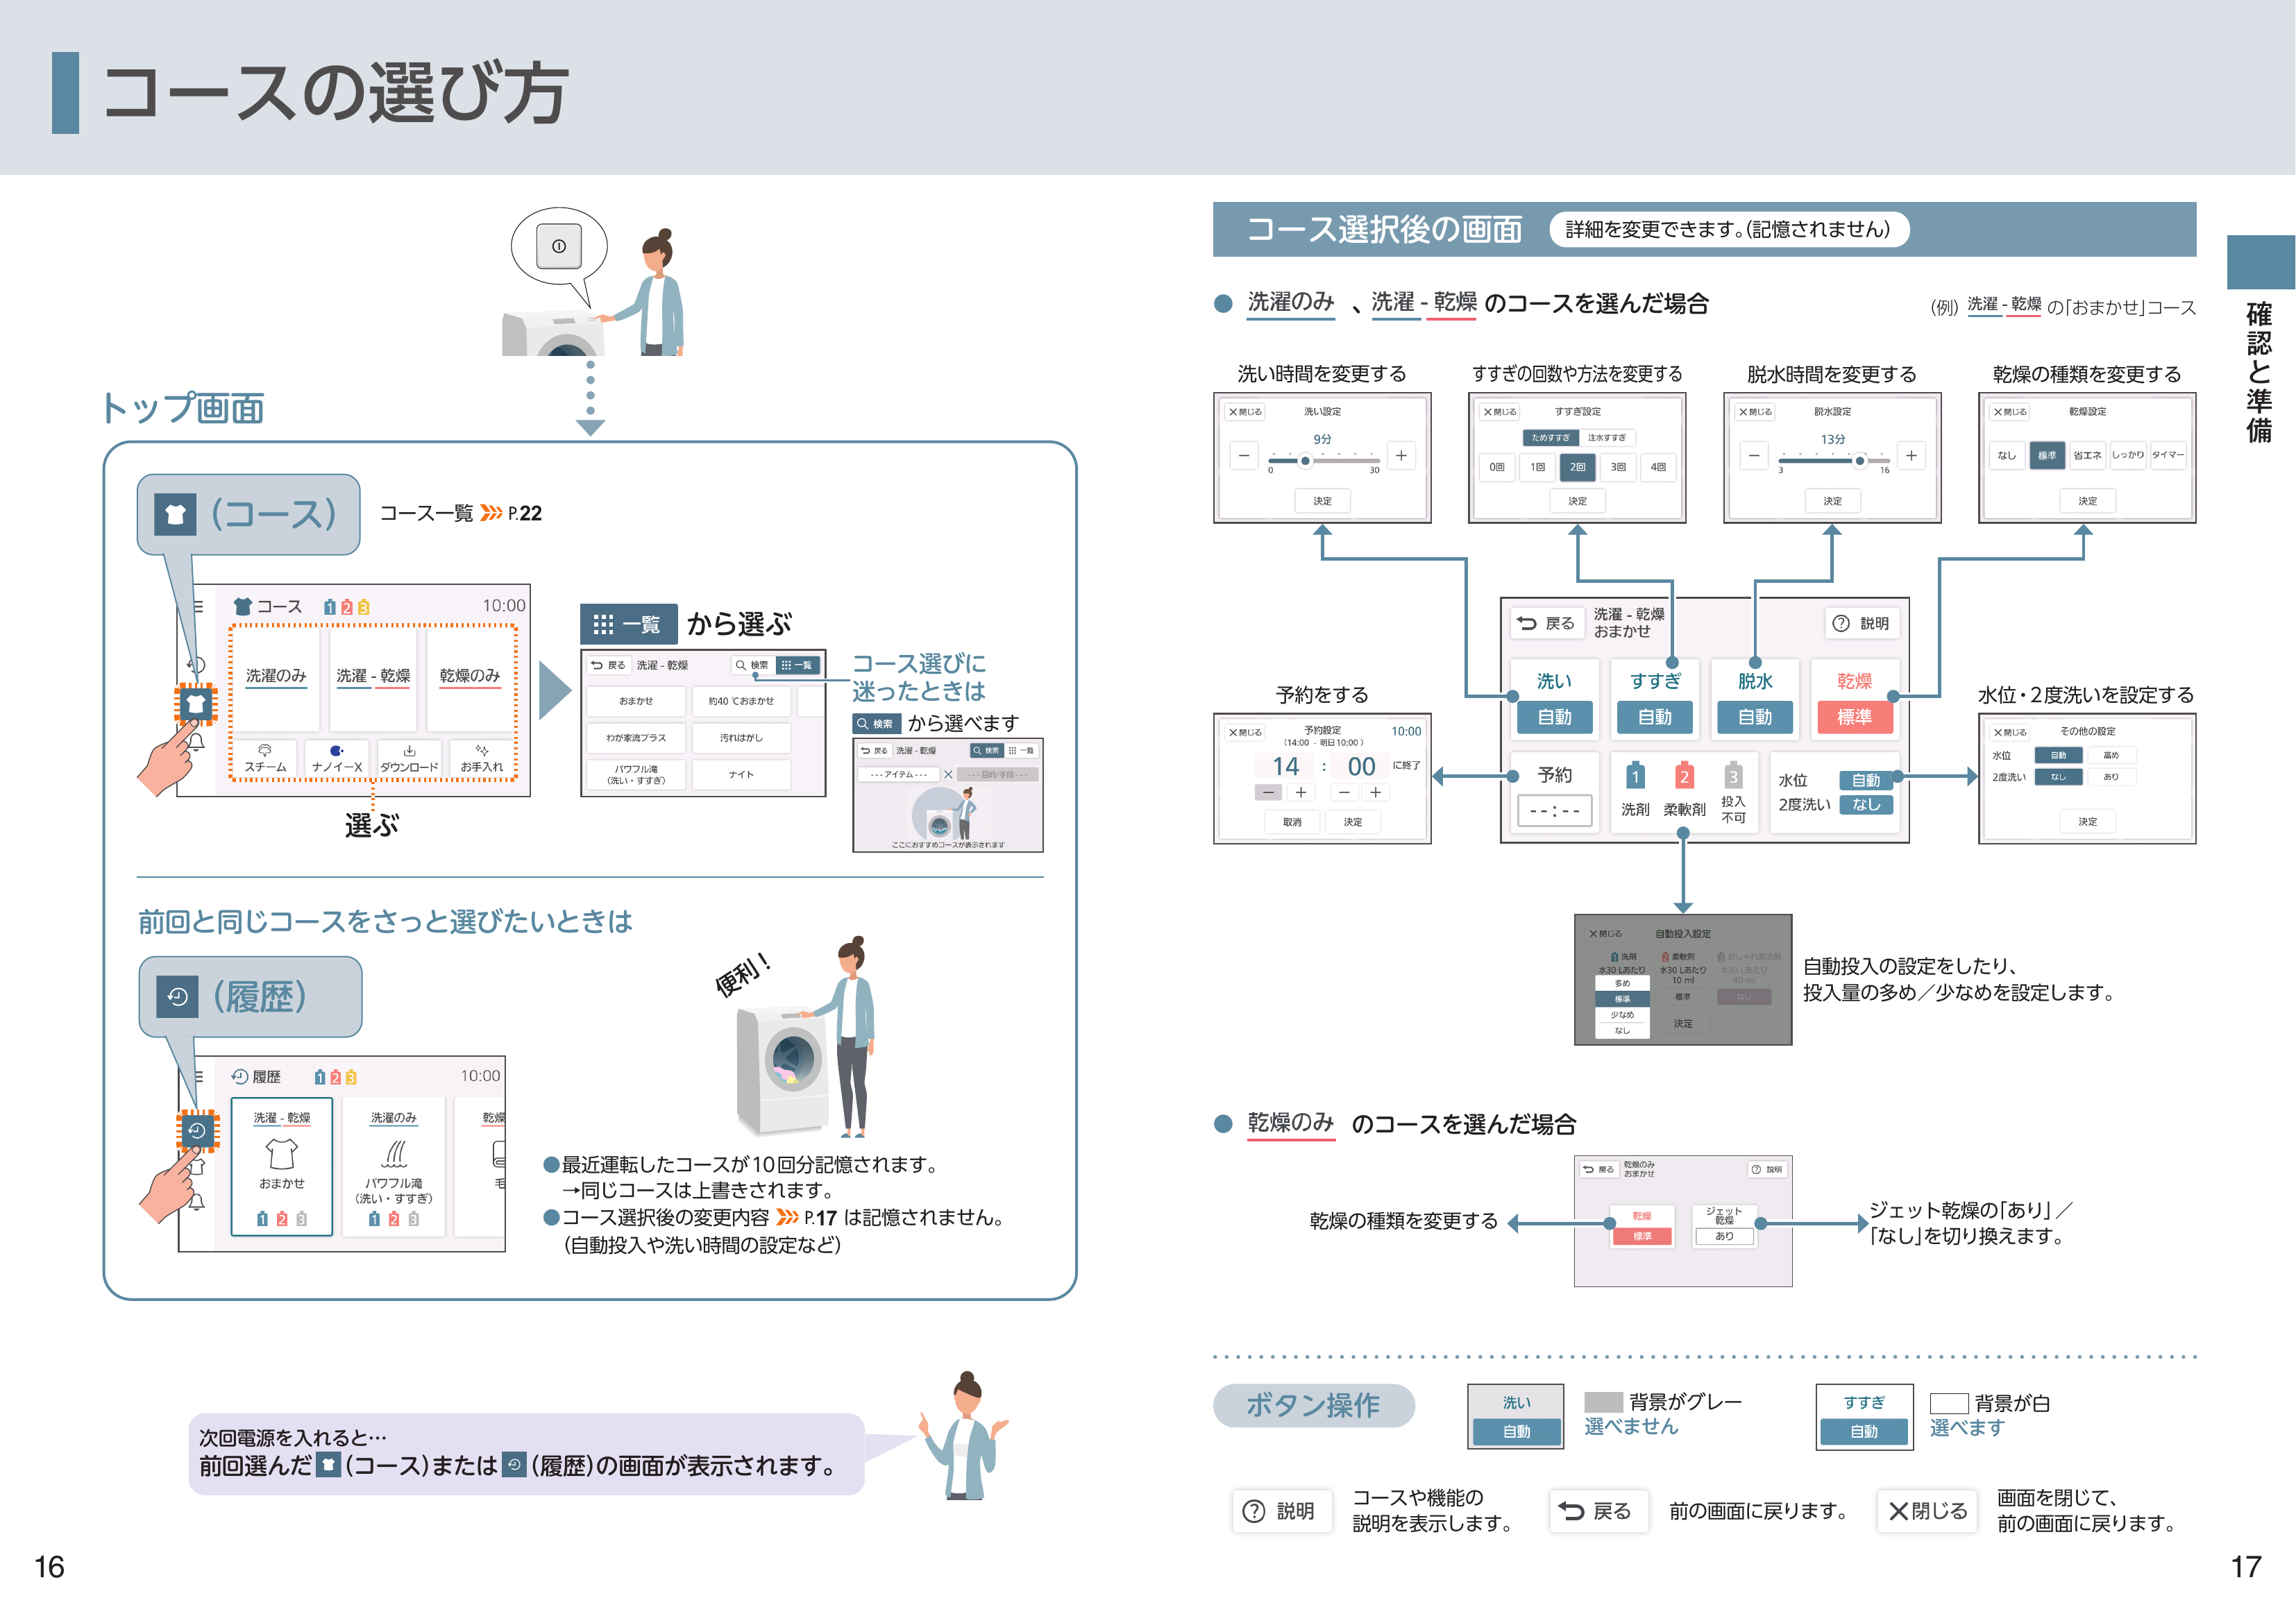 コースの選び方
トップ画面
(コース)
コース一覧 P.22
コース 1 2 3 10:00
洗濯のみ 洗濯 - 乾燥 乾燥のみ
スチーム ナノイーX ダウンロード お手入れ
選ぶ
一覧 から選ぶ
戻る 洗濯 - 乾燥 検索 一覧
おまかせ 約40 ℃おまかせ
わが家流プラス 汚れはがし
パワフル滝
(洗い・すすぎ) ナイト
コース選びに
迷ったときは
検索 から選べます
戻る 洗濯 - 乾燥 検索 一覧
- - - アイテム - - - × - - - 目的/手段 - - -
ここにおすすめコースが表示されます
前回と同じコースをさっと選びたいときは
(履歴)
便利!
履歴 1 2 3 10:00
洗濯 - 乾燥 洗濯のみ 乾燥
おまかせ パワフル滝 毛
(洗い・すすぎ)
1 2 3 1 2 3
●最近運転したコースが10回分記憶されます。
→同じコースは上書きされます。
●コース選択後の変更内容 P.17 は記憶されません。
(自動投入や洗い時間の設定など)
次回電源を入れると…
前回選んだ (コース)または (履歴)の画面が表示されます。
16
コース選択後の画面 詳細を変更できます。(記憶されません)
● 洗濯のみ 、洗濯 - 乾燥 のコースを選んだ場合
(例) 洗濯 - 乾燥 の「おまかせ」コース
洗い時間を変更する
×閉じる 洗い設定
9分
− +
0 30
決定
すすぎの回数や方法を変更する
×閉じる すすぎ設定
ためすすぎ 注水すすぎ
0回 1回 2回 3回 4回
決定
脱水時間を変更する
×閉じる 脱水設定
13分
− +
3 16
決定
乾燥の種類を変更する
×閉じる 乾燥設定
なし 標準 省エネ しっかり タイマー
決定
戻る 洗濯 - 乾燥
おまかせ 説明
洗い すすぎ 脱水 乾燥
自動 自動 自動 標準
予約 1 2 3 水位 自動
--:-- 洗剤 柔軟剤 投入
不可 2度洗い なし
予約をする
×閉じる 予約設定 10:00
(14:00 - 明日10:00 )
14 : 00 に終了
− + − +
取消 決定
水位・2度洗いを設定する
×閉じる その他の設定
水位 自動 高め
2度洗い なし あり
決定
×閉じる 自動投入設定
1 洗剤 2 柔軟剤 3 おしゃれ着洗剤
水30 Lあたり 水30 Lあたり 水30 Lあたり
10 ml 40 ml
多め
標準 標準 なし
少なめ
なし 決定
自動投入の設定をしたり、
投入量の多め/少なめを設定します。
● 乾燥のみ のコースを選んだ場合
戻る 乾燥のみ
おまかせ 説明
乾燥 ジェット
乾燥
標準 あり
乾燥の種類を変更する
ジェット乾燥の「あり」/
「なし」を切り換えます。
ボタン操作
洗い
自動
背景がグレー
選べません
すすぎ
自動
背景が白
選べます
説明 コースや機能の
説明を表示します。
戻る 前の画面に戻ります。
×閉じる 画面を閉じて、
前の画面に戻ります。
確認と準備
17